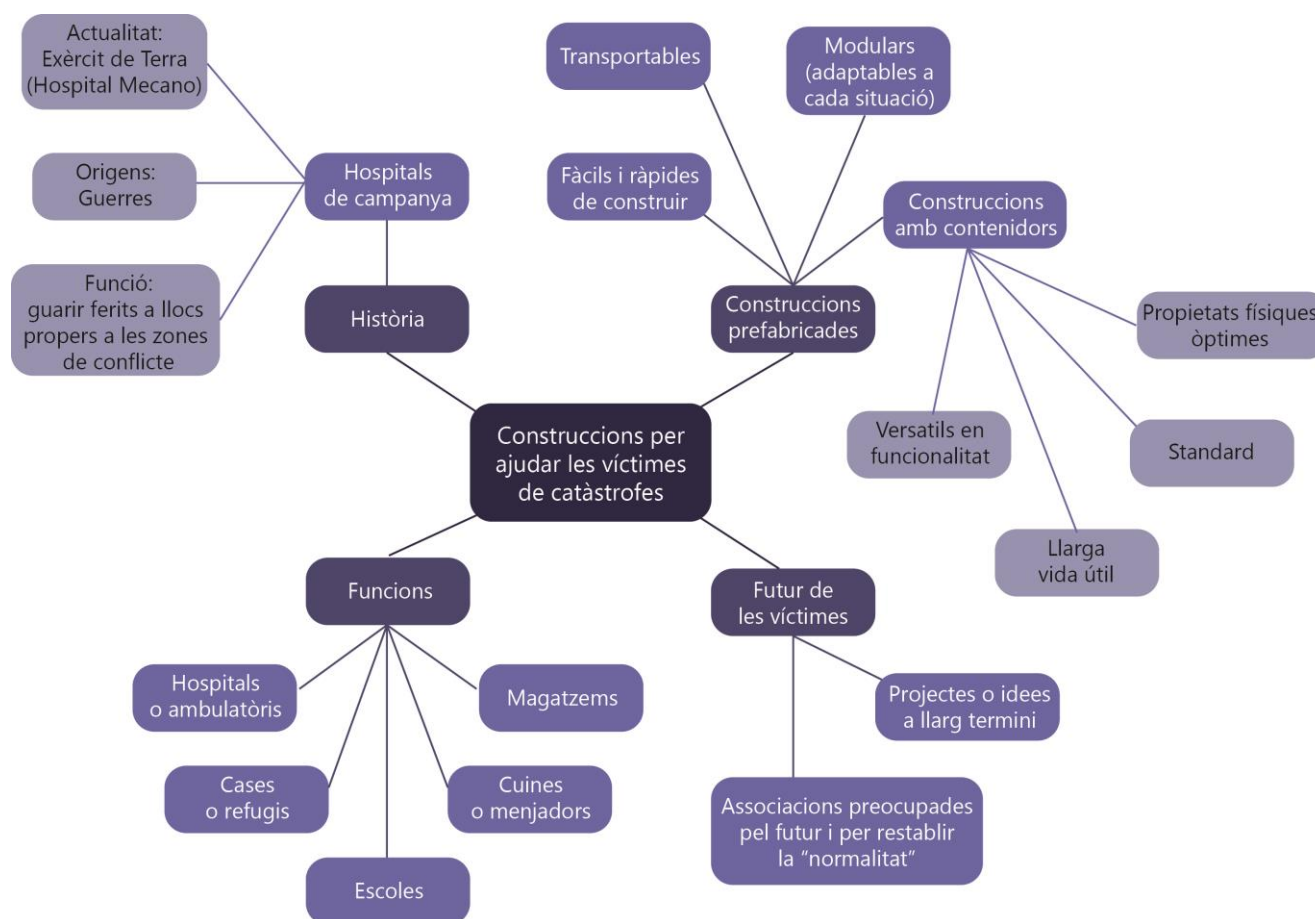 Actualitat:
Exèrcit de Terra
(Hospital Mecano)
Origens:
Guerres
Funció:
guarir ferits a llocs
propers a les zones
de conflicte
Hospitals
de campanya
Història
Transportables
Modulars
(adaptables a
cada situació)
Fàcils i ràpides
de construir
Construccions
amb contenidors
Construccions
prefabricades
Propietats físiques
òptimes
Versatils en
funcionalitat
Standard
Llarga
vida útil
Construccions per
ajudar les víctimes
de catàstrofes
Funcions
Hospitals
o ambulatòris
Magatzems
Cases
o refugis
Cuines
o menjadors
Escoles
Futur de
les víctimes
Projectes o idees
a llarg termini
Associacions preocupades
pel futur i per restablir
la “normalitat”